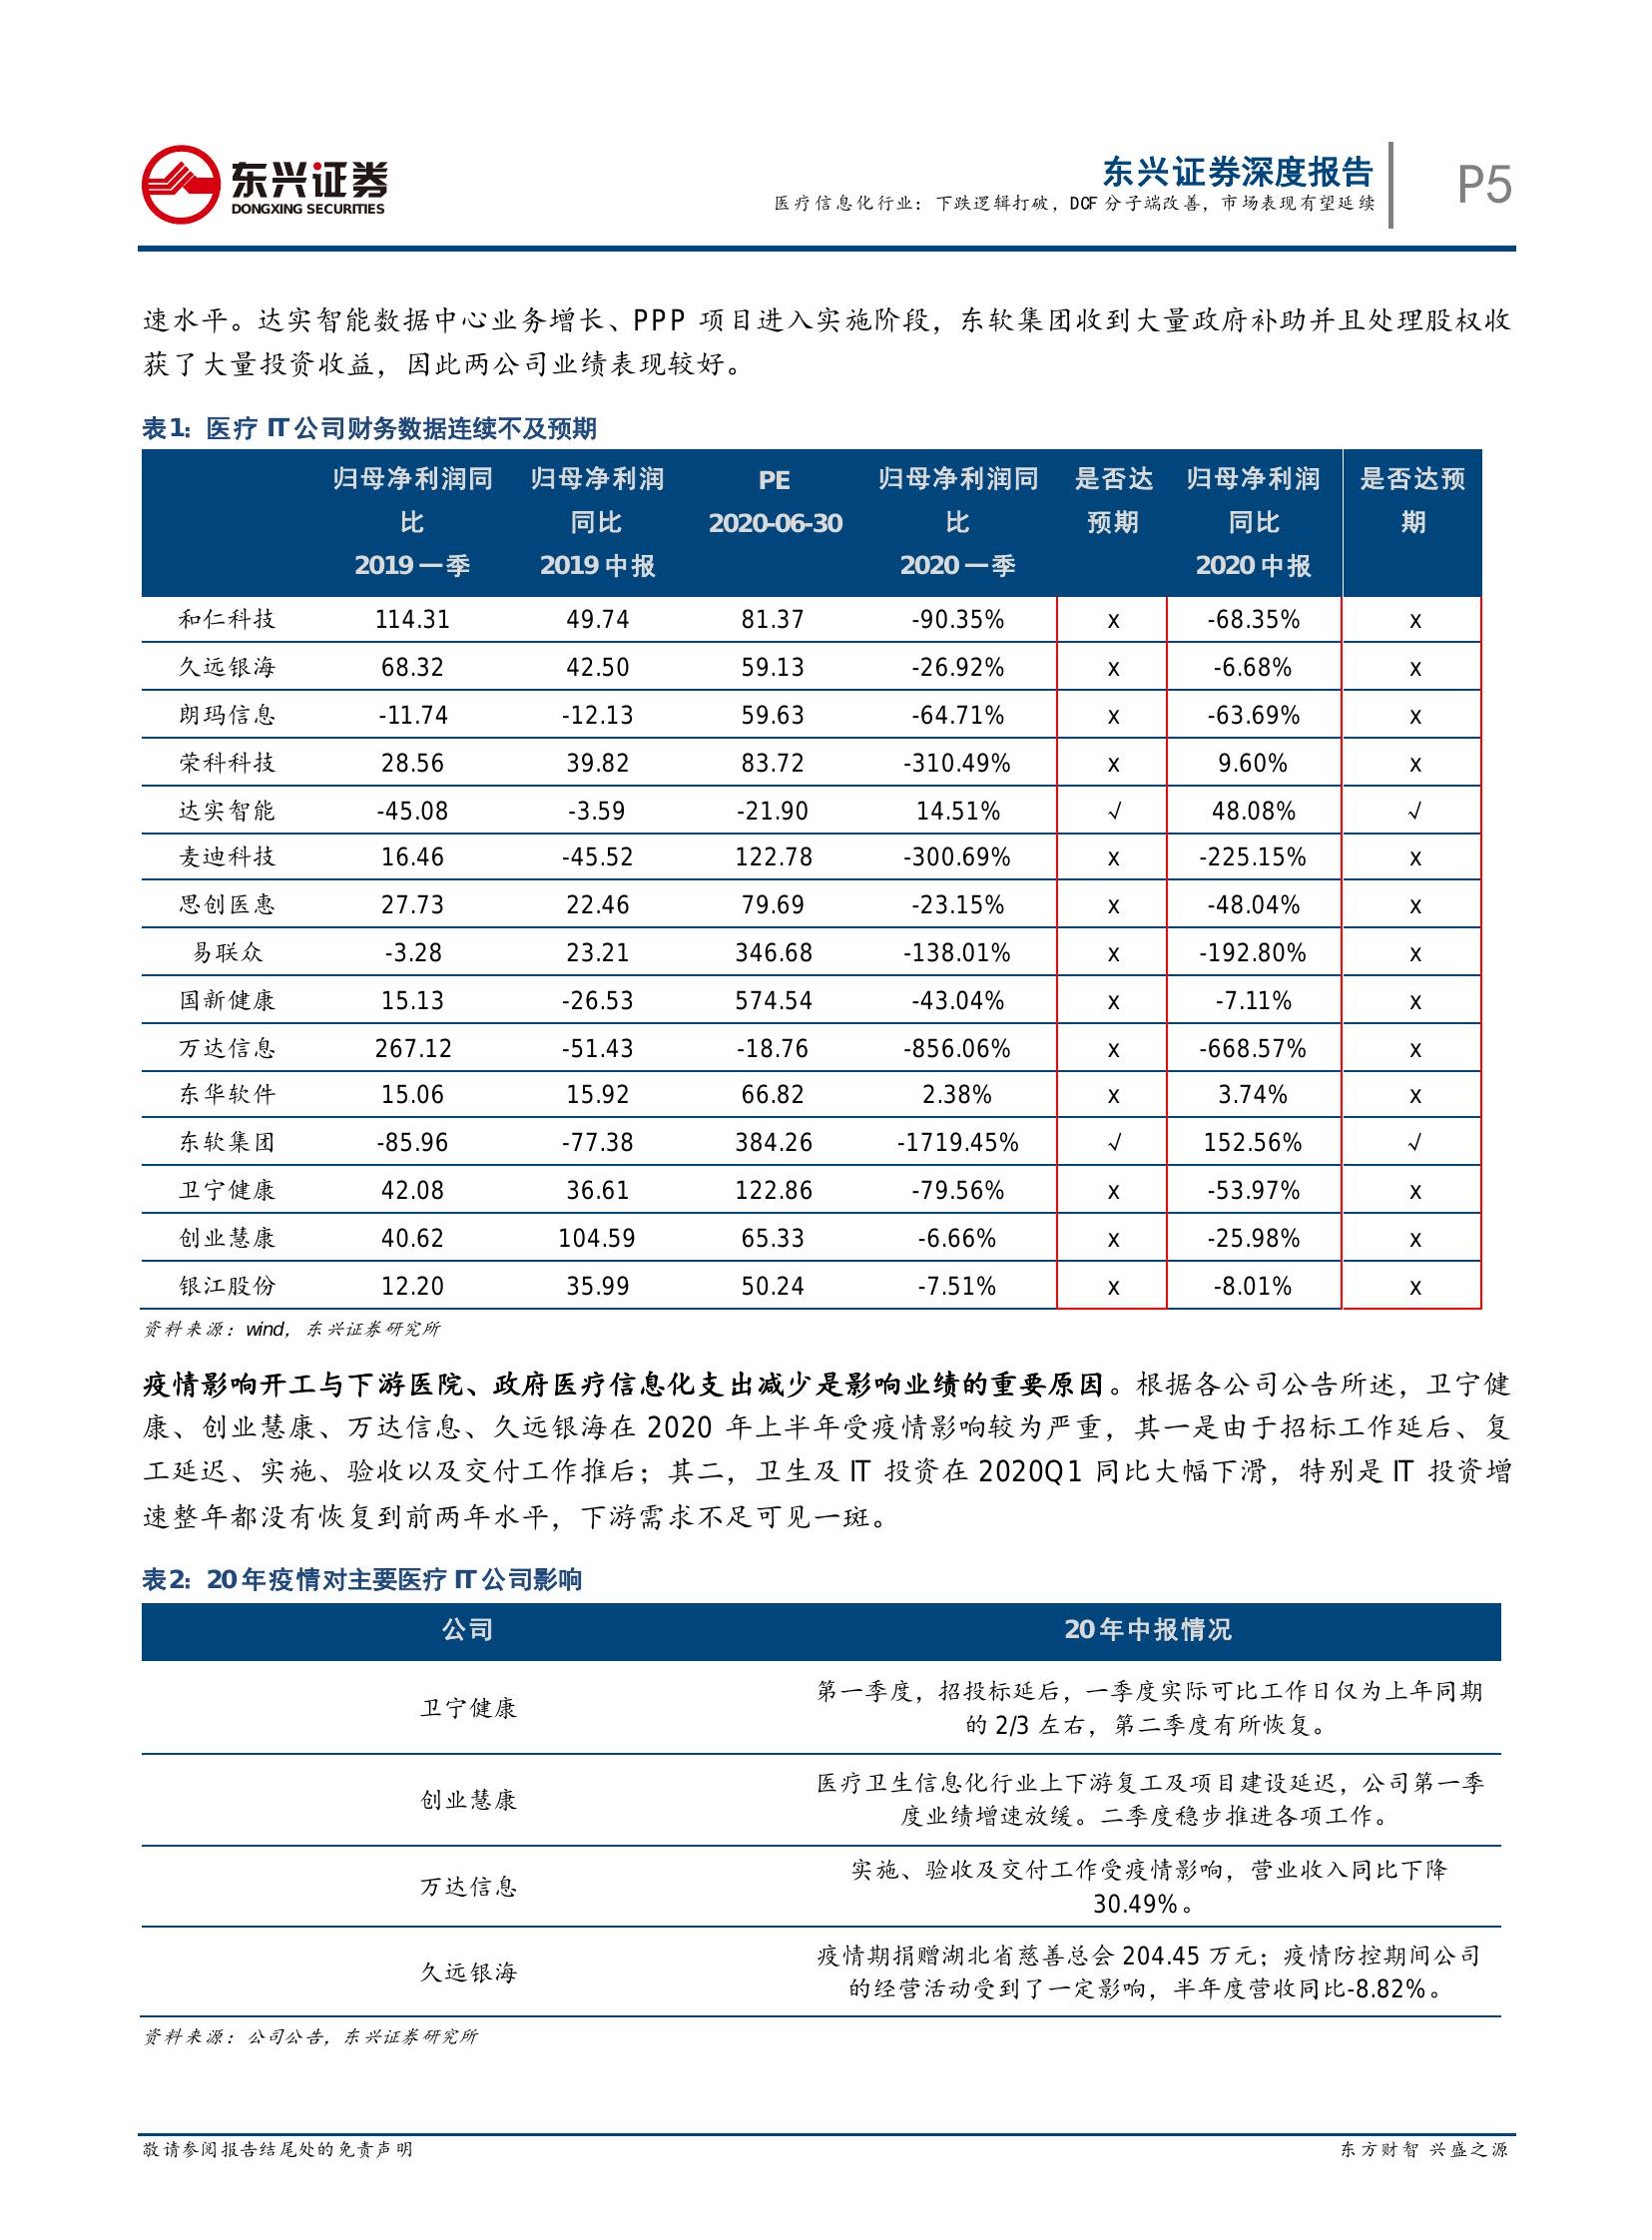 东兴证券
DONGXING SECURITIES
东兴证券深度报告
医疗信息化行业：下跌逻辑打破，DCF 分子端改善，市场表现有望延续
P5
速水平。达实智能数据中心业务增长、PPP 项目进入实施阶段，东软集团收到大量政府补助并且处理股权收
获了大量投资收益，因此两公司业绩表现较好。
表1: 医疗 IT 公司财务数据连续不及预期
归母净利润同 归母净利润 PE 归母净利润同 是否达 归母净利润 是否达预
比 同比 2020-06-30 比 预期 同比 期
2019 一季 2019 中报 2020 一季 2020 中报
和仁科技 114.31 49.74 81.37 -90.35% x -68.35% x
久远银海 68.32 42.50 59.13 -26.92% x -6.68% x
朗玛信息 -11.74 -12.13 59.63 -64.71% x -63.69% x
荣科科技 28.56 39.82 83.72 -310.49% x 9.60% x
达实智能 -45.08 -3.59 -21.90 14.51% √ 48.08% √
麦迪科技 16.46 -45.52 122.78 -300.69% x -225.15% x
思创医惠 27.73 22.46 79.69 -23.15% x -48.04% x
易联众 -3.28 23.21 346.68 -138.01% x -192.80% x
国新健康 15.13 -26.53 574.54 -43.04% x -7.11% x
万达信息 267.12 -51.43 -18.76 -856.06% x -668.57% x
东华软件 15.06 15.92 66.82 2.38% x 3.74% x
东软集团 -85.96 -77.38 384.26 -1719.45% √ 152.56% √
卫宁健康 42.08 36.61 122.86 -79.56% x -53.97% x
创业慧康 40.62 104.59 65.33 -6.66% x -25.98% x
银江股份 12.20 35.99 50.24 -7.51% x -8.01% x
资料来源：wind，东兴证券研究所
疫情影响开工与下游医院、政府医疗信息化支出减少是影响业绩的重要原因。根据各公司公告所述，卫宁健
康、创业慧康、万达信息、久远银海在 2020 年上半年受疫情影响较为严重，其一是由于招标工作延后、复
工延迟、实施、验收以及交付工作推后；其二，卫生及 IT 投资在 2020Q1 同比大幅下滑，特别是 IT 投资增
速整年都没有恢复到前两年水平，下游需求不足可见一斑。
表2: 20 年疫情对主要医疗 IT 公司影响
公司 20 年中报情况
卫宁健康 第一季度，招投标延后，一季度实际可比工作日仅为上年同期
的 2/3 左右，第二季度有所恢复。
创业慧康 医疗卫生信息化行业上下游复工及项目建设延迟，公司第一季
度业绩增速放缓。二季度稳步推进各项工作。
万达信息 实施、验收及交付工作受疫情影响，营业收入同比下降
30.49%。
久远银海 疫情期捐赠湖北省慈善总会 204.45 万元；疫情防控期间公司
的经营活动受到了一定影响，半年度营收同比-8.82%。
资料来源：公司公告，东兴证券研究所
敬请参阅报告结尾处的免责声明
东方财智 兴盛之源